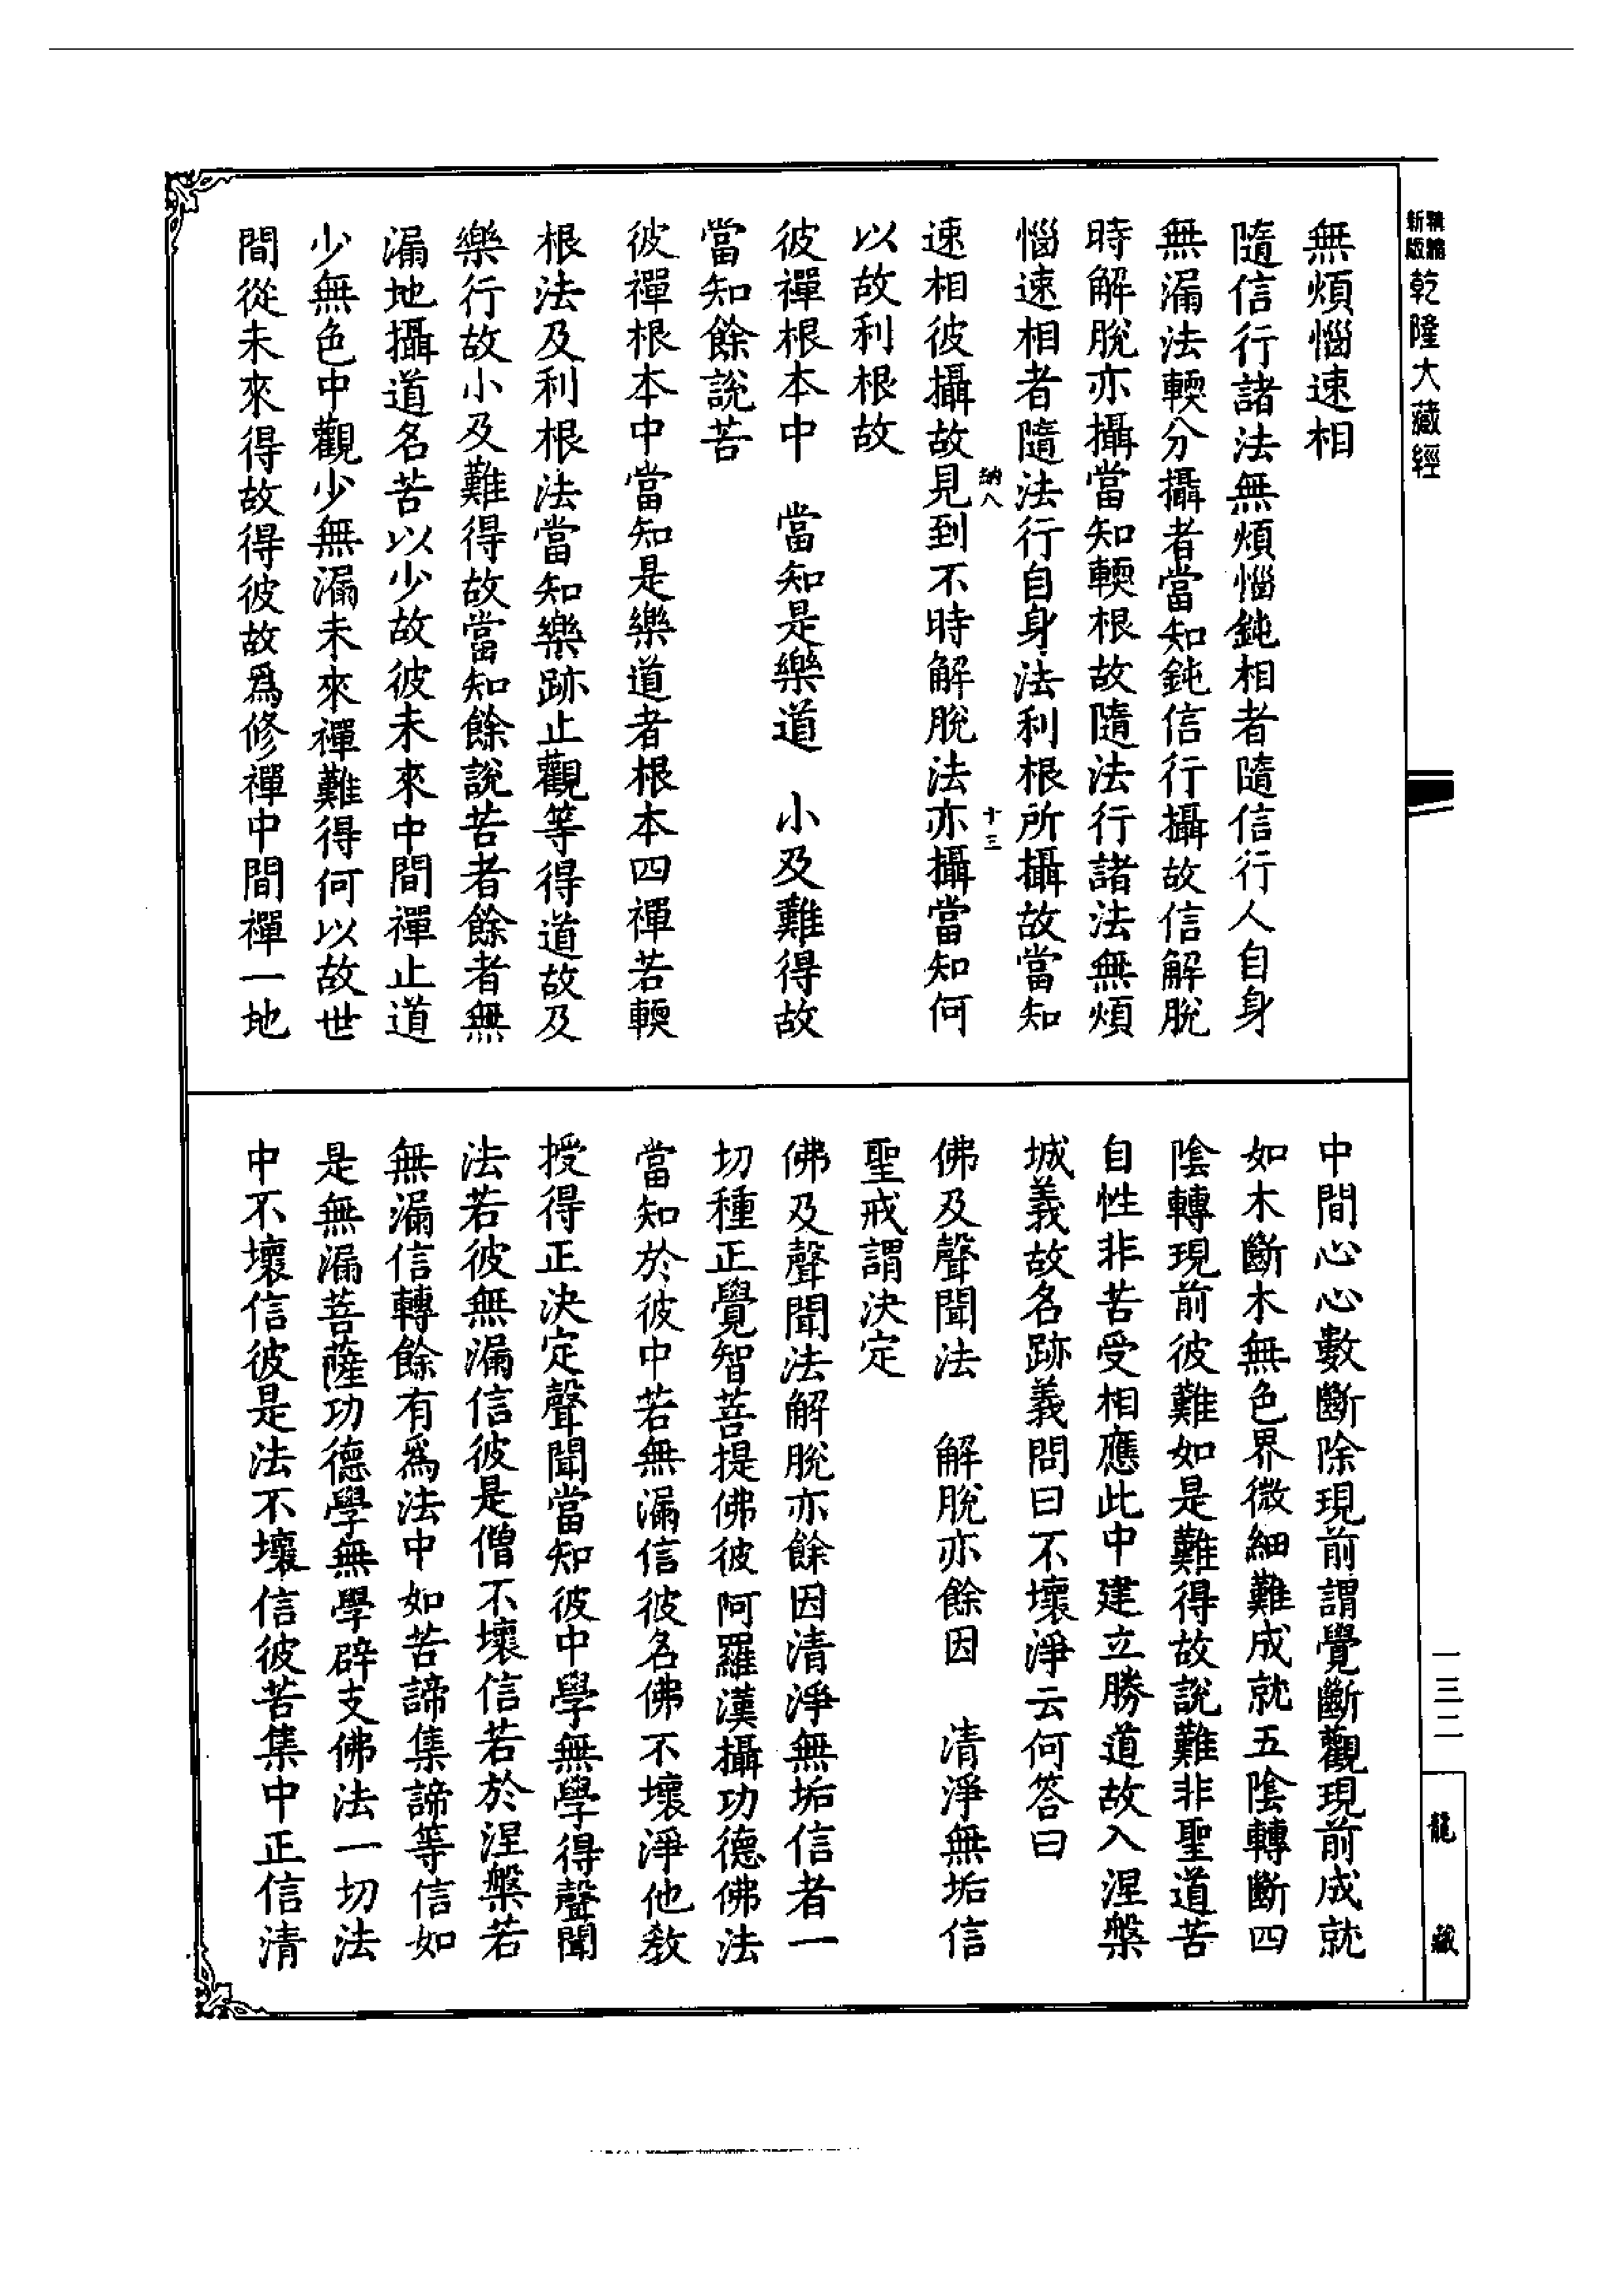 精縮新版
乾隆大藏經
無煩惱速相
隨信行諸法無煩惱鈍相者隨信行人自身
無漏法輭分攝者當知鈍信行攝故信解脫
時解脫亦攝當知輭根故隨法行諸法無煩
惱速相者隨法行自身法利根所攝故當知
納八
十三
速相彼攝故見到不時解脫法亦攝當知何
以故利根故
彼禪根本中　當知是樂道　小及難得故
當知餘說苦
彼禪根本中當知是樂道者根本四禪若輭
根法及利根法當知樂跡止觀等得道故及
樂行故小及難得故當知餘說苦者餘者無
漏地攝道名苦以少故彼未來中間禪止道
少無色中觀少無漏未來禪難得何以故世
間從未來得故得彼故爲修禪中間禪一地
中間心心數斷除現前謂覺斷觀現前成就
如木斷木無色界微細難成就五陰轉斷四
陰轉現前彼難如是難得故說難非聖道苦
自性非苦受相應此中建立勝道故入涅槃
城義故名跡義問曰不壞淨云何答曰
佛及聲聞法　解脫亦餘因　清淨無垢信
聖戒謂決定
佛及聲聞法解脫亦餘因清淨無垢信者一
切種正覺智菩提佛彼阿羅漢攝功德佛法
當知於彼中若無漏信彼名佛不壞淨他教
授得正決定聲聞當知彼中學無學得聲聞
法若彼無漏信彼是僧不壞信若於涅槃若
無漏信轉餘有爲法中如苦諦集諦等信如
是無漏菩薩功德學無學辟支佛法一切法
中不壞信彼是法不壞信彼苦集中正信清
一三二
龍藏